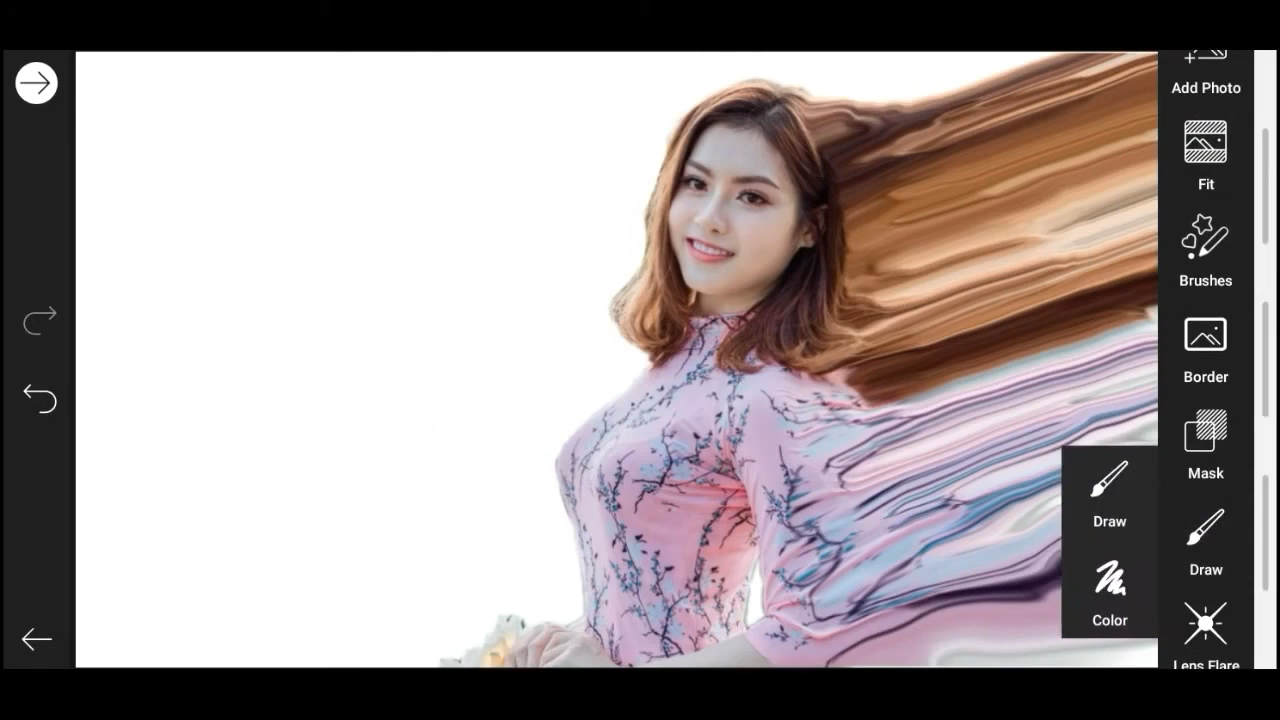 Add Photo
Fit
Brushes
Border
Mask
Draw
Color
Draw
Lens Flare